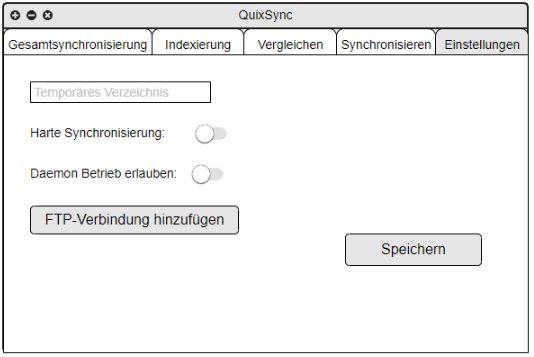 QuixSync
Gesamtsynchronisierung Indexierung Vergleichen Synchronisieren Einstellungen
Temporäres Verzeichnis
Harte Synchronisierung:
Daemon Betrieb erlauben:
FTP-Verbindung hinzufügen
Speichern